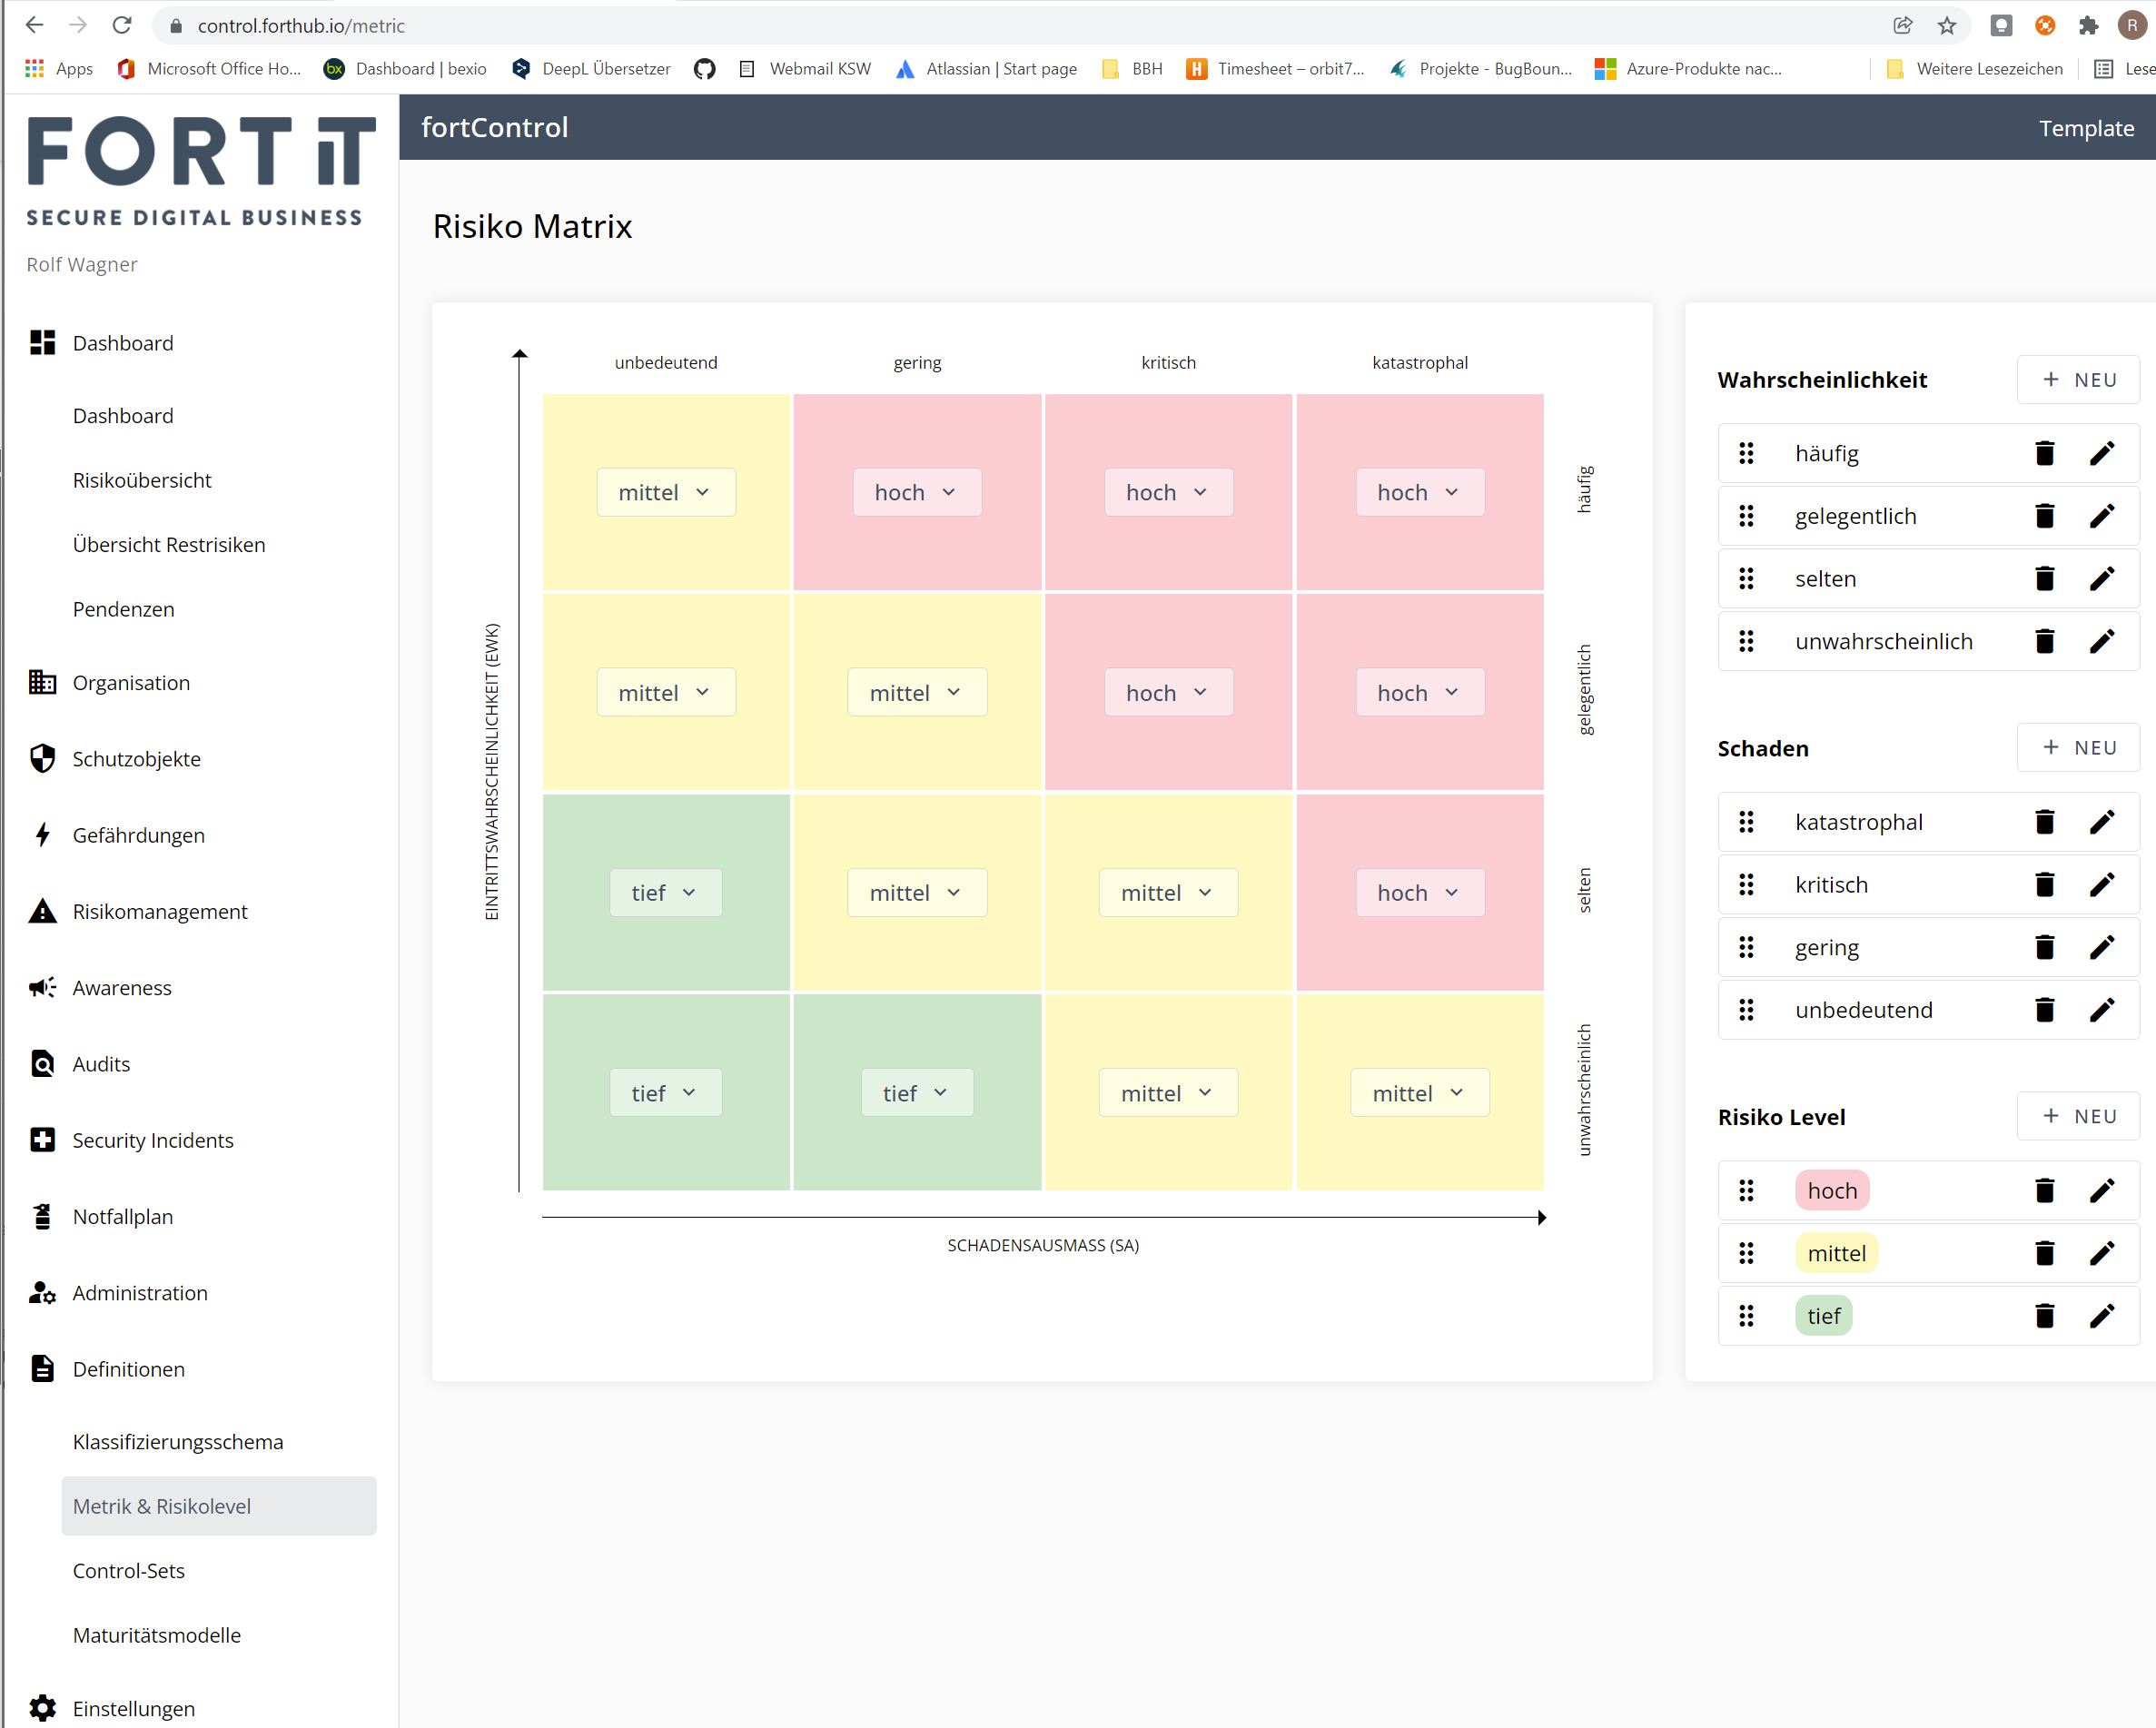 control.forthub.io/metric
R
Apps
Microsoft Office Ho...
bx
Dashboard | bexio
DeepL Übersetzer
Webmail KSW
Atlassian | Start page
BBH
H
Timesheet – orbit7...
Projekte - BugBoun...
Azure-Produkte nac...
Weitere Lesezeichen
Lese
FORT IT
SECURE DIGITAL BUSINESS
Rolf Wagner
Dashboard
Dashboard
Risikoübersicht
Übersicht Restrisiken
Pendenzen
Organisation
Schutzobjekte
Gefährdungen
Risikomanagement
Awareness
Audits
Security Incidents
Notfallplan
Administration
Definitionen
Klassifizierungsschema
Metrik & Risikolevel
Control-Sets
Maturitätsmodelle
Einstellungen
fortControl
Template
Risiko Matrix
unbedeutend gering kritisch katastrophal
mittel hoch hoch hoch
häufig
mittel mittel hoch hoch
gelegentlich
tief mittel mittel hoch
selten
tief tief mittel mittel
unwahrscheinlich
EINTRITTSWAHRSCHEINLICHKEIT (EWK)
SCHADENSAUSMASS (SA)
Wahrscheinlichkeit
+ NEU
häufig
gelegentlich
selten
unwahrscheinlich
Schaden
+ NEU
katastrophal
kritisch
gering
unbedeutend
Risiko Level
+ NEU
hoch
mittel
tief